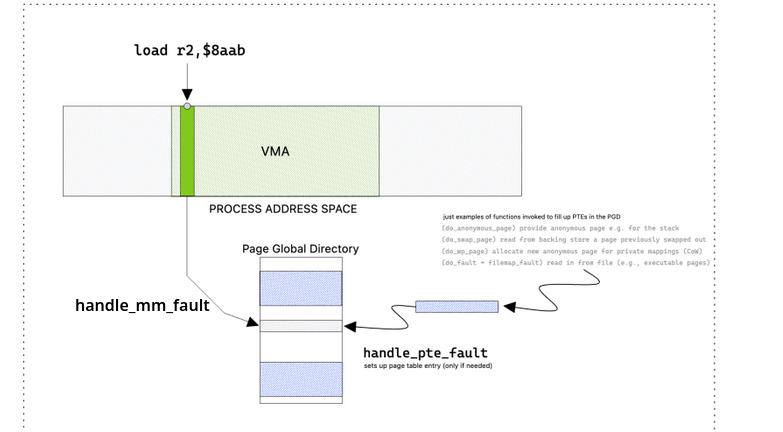 load r2,$8aab
VMA
PROCESS ADDRESS SPACE
just examples of functions invoked to fill up PTEs in the PGD
(do_anonymous_page) provide anonymous page e.g. for the stack
(do_swap_page) read from backing store a page previously swapped out
(do_wp_page) allocate new anonymous page for private mappings (CoW)
(do_fault + filemap_fault) read in from file (e.g., executable pages)
Page Global Directory
handle_mm_fault
handle_pte_fault
sets up page table entry (only if needed)